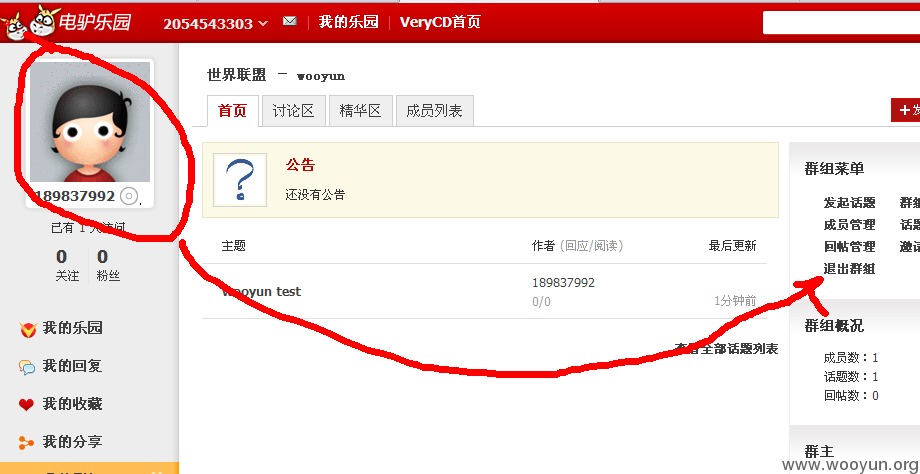 电驴乐园 2054543303 我的乐园 VeryCD首页
世界联盟 － wooyun
首页 讨论区 精华区 成员列表
+发
189837992
已有 1 人访问
0 0
关注 粉丝
我的乐园
我的回复
我的收藏
我的分享
公告
还没有公告
主题 作者 (回应/阅读) 最后更新
wooyun test 189837992
0/0 1分钟前
查看全部话题列表
群组菜单
发起话题 群组
成员管理 话题
回帖管理 邀请
退出群组
群组概况
成员数：1
话题数：1
回帖数：0
群主
www.wooyun.org